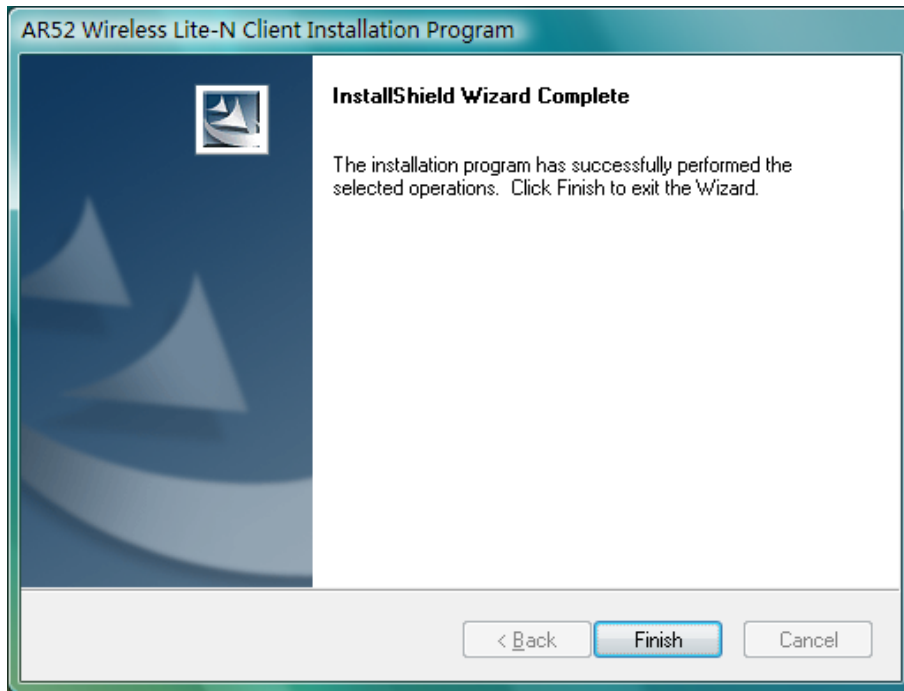 AR52 Wireless Lite-N Client Installation Program
InstallShield Wizard Complete
The installation program has successfully performed the
selected operations. Click Finish to exit the Wizard.
< Back
Finish
Cancel